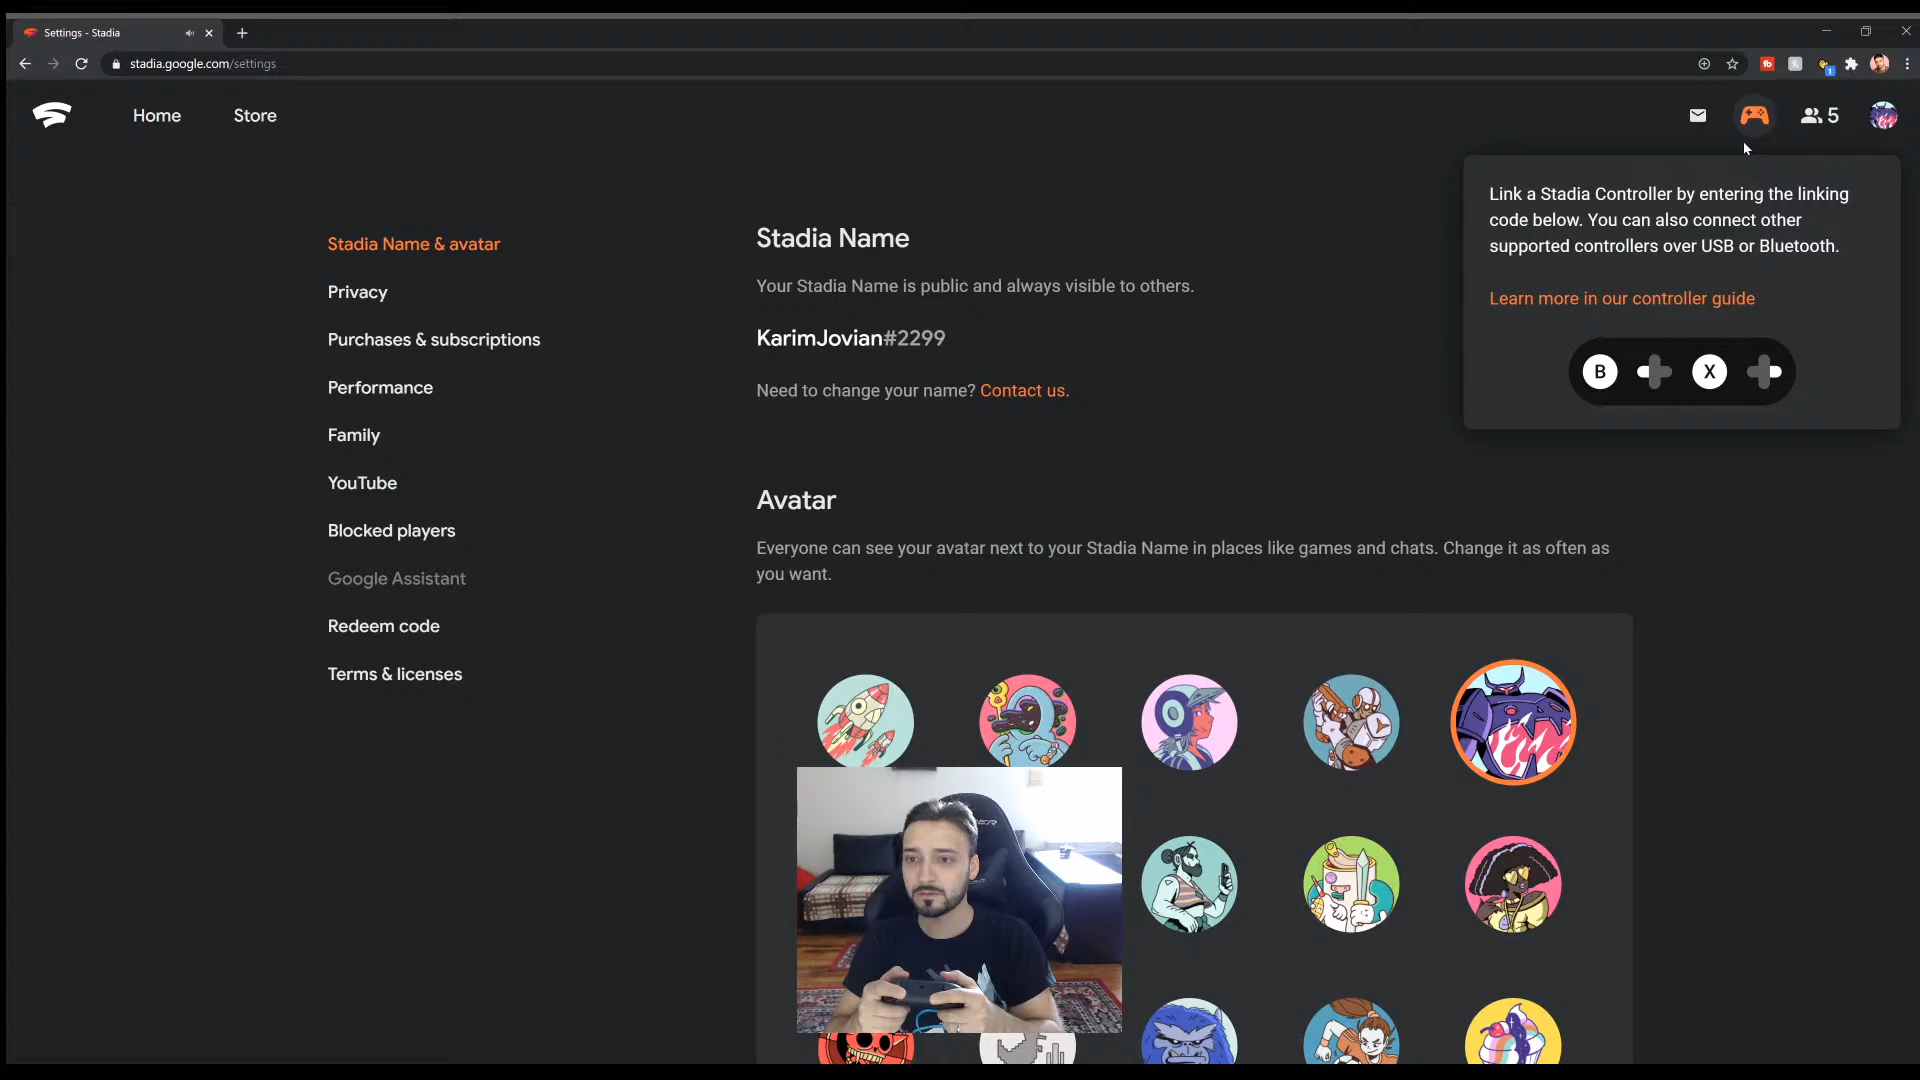 Settings - Stadia
stadia.google.com/settings
1
Home
Store
5
Link a Stadia Controller by entering the linking
code below. You can also connect other
supported controllers over USB or Bluetooth.
Learn more in our controller guide
B
X
Stadia Name & avatar
Privacy
Purchases & subscriptions
Performance
Family
YouTube
Blocked players
Google Assistant
Redeem code
Terms & licenses
Stadia Name
Your Stadia Name is public and always visible to others.
KarimJovian#2299
Need to change your name? Contact us.
Avatar
Everyone can see your avatar next to your Stadia Name in places like games and chats. Change it as often as
you want.